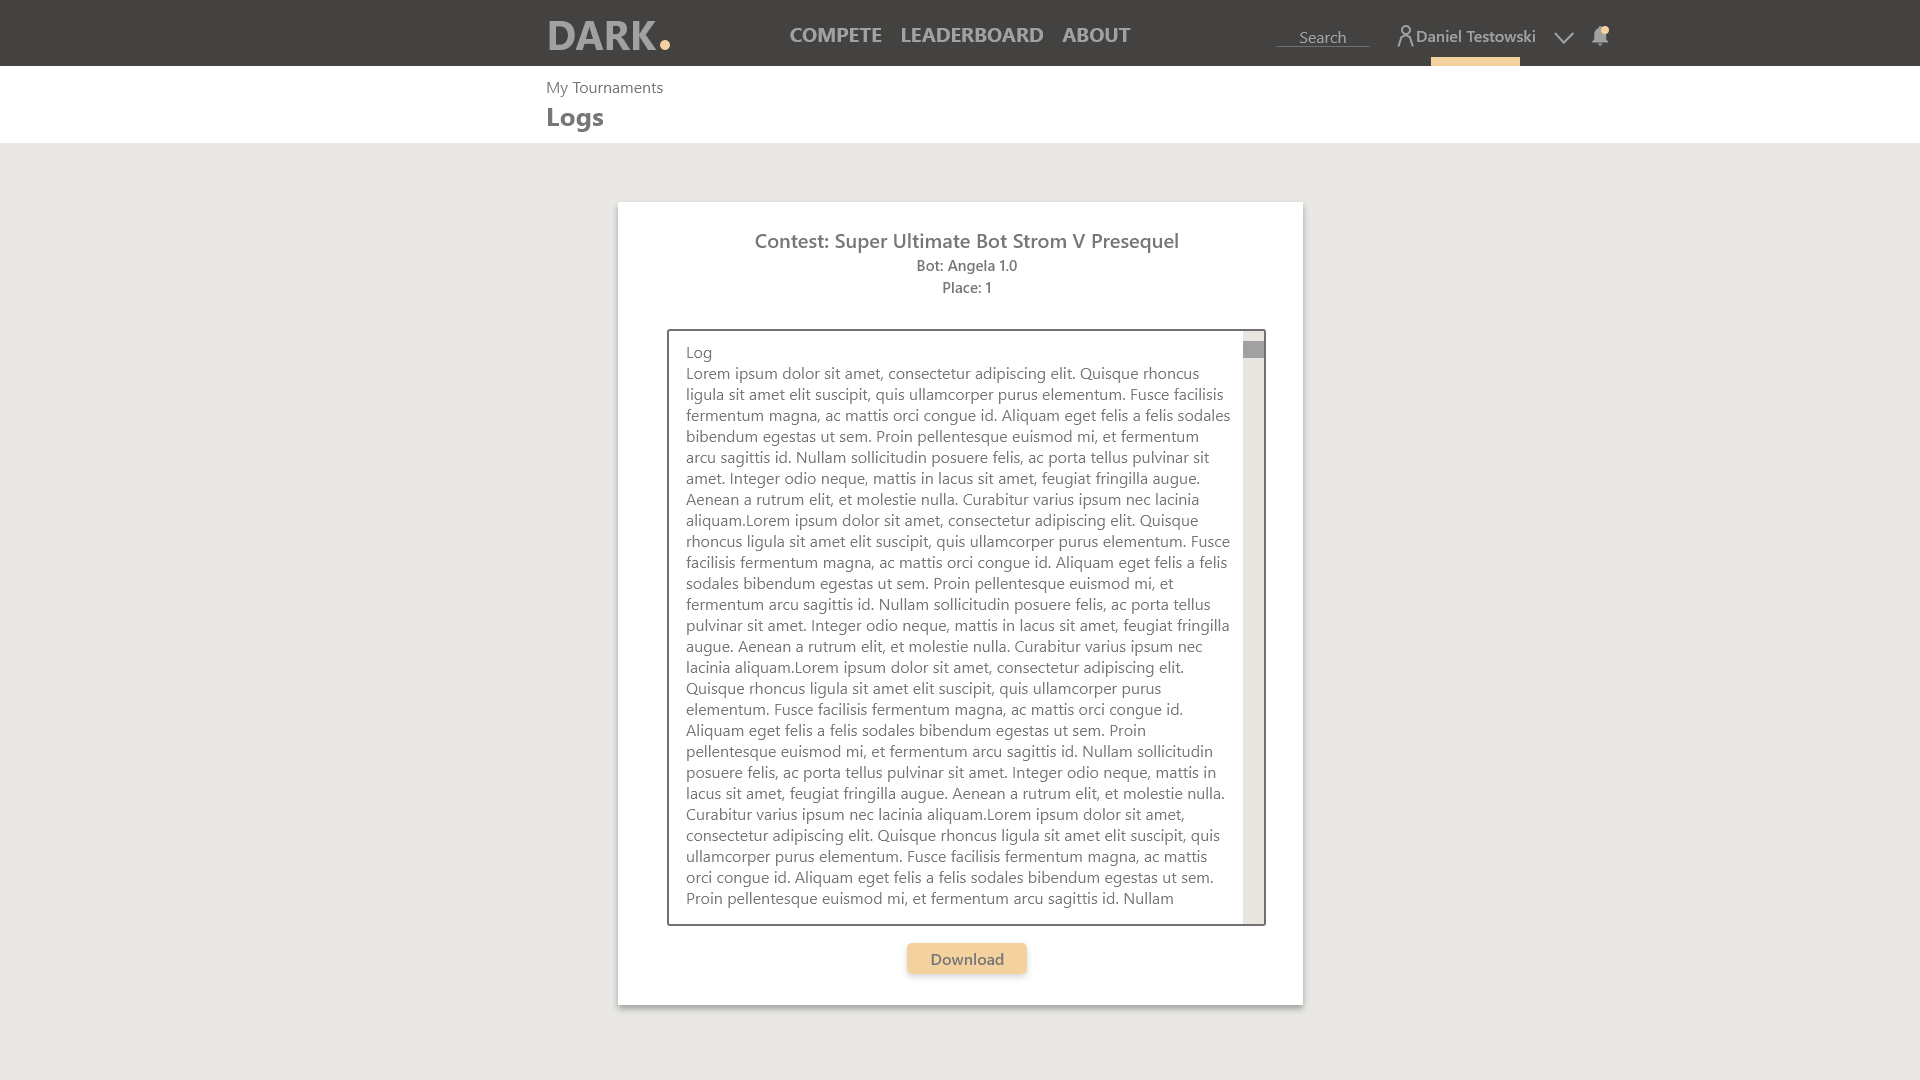 DARK.
COMPETE LEADERBOARD ABOUT
Search
Daniel Testowski
My Tournaments
Logs
Contest: Super Ultimate Bot Strom V Presequel
Bot: Angela 1.0
Place: 1
Log
Lorem ipsum dolor sit amet, consectetur adipiscing elit. Quisque rhoncus
ligula sit amet elit suscipit, quis ullamcorper purus elementum. Fusce facilisis
fermentum magna, ac mattis orci congue id. Aliquam eget felis a felis sodales
bibendum egestas ut sem. Proin pellentesque euismod mi, et fermentum
arcu sagittis id. Nullam sollicitudin posuere felis, ac porta tellus pulvinar sit
amet. Integer odio neque, mattis in lacus sit amet, feugiat fringilla augue.
Aenean a rutrum elit, et molestie nulla. Curabitur varius ipsum nec lacinia
aliquam.Lorem ipsum dolor sit amet, consectetur adipiscing elit. Quisque
rhoncus ligula sit amet elit suscipit, quis ullamcorper purus elementum. Fusce
facilisis fermentum magna, ac mattis orci congue id. Aliquam eget felis a felis
sodales bibendum egestas ut sem. Proin pellentesque euismod mi, et
fermentum arcu sagittis id. Nullam sollicitudin posuere felis, ac porta tellus
pulvinar sit amet. Integer odio neque, mattis in lacus sit amet, feugiat fringilla
augue. Aenean a rutrum elit, et molestie nulla. Curabitur varius ipsum nec
lacinia aliquam.Lorem ipsum dolor sit amet, consectetur adipiscing elit.
Quisque rhoncus ligula sit amet elit suscipit, quis ullamcorper purus
elementum. Fusce facilisis fermentum magna, ac mattis orci congue id.
Aliquam eget felis a felis sodales bibendum egestas ut sem. Proin
pellentesque euismod mi, et fermentum arcu sagittis id. Nullam sollicitudin
posuere felis, ac porta tellus pulvinar sit amet. Integer odio neque, mattis in
lacus sit amet, feugiat fringilla augue. Aenean a rutrum elit, et molestie nulla.
Curabitur varius ipsum nec lacinia aliquam.Lorem ipsum dolor sit amet,
consectetur adipiscing elit. Quisque rhoncus ligula sit amet elit suscipit, quis
ullamcorper purus elementum. Fusce facilisis fermentum magna, ac mattis
orci congue id. Aliquam eget felis a felis sodales bibendum egestas ut sem.
Proin pellentesque euismod mi, et fermentum arcu sagittis id. Nullam
Download